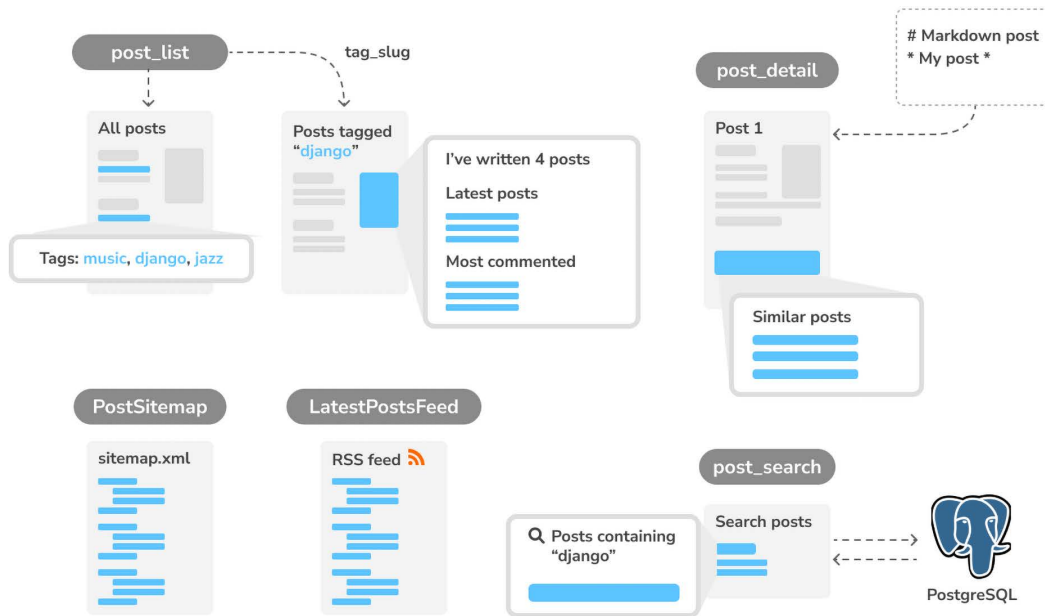 post_list
tag_slug
All posts
Tags: music, django, jazz
Posts tagged
“django”
I’ve written 4 posts
Latest posts
Most commented
# Markdown post
* My post *
post_detail
Post 1
Similar posts
PostSitemap
sitemap.xml
LatestPostsFeed
RSS feed
post_search
Search posts
Posts containing
“django”
PostgreSQL